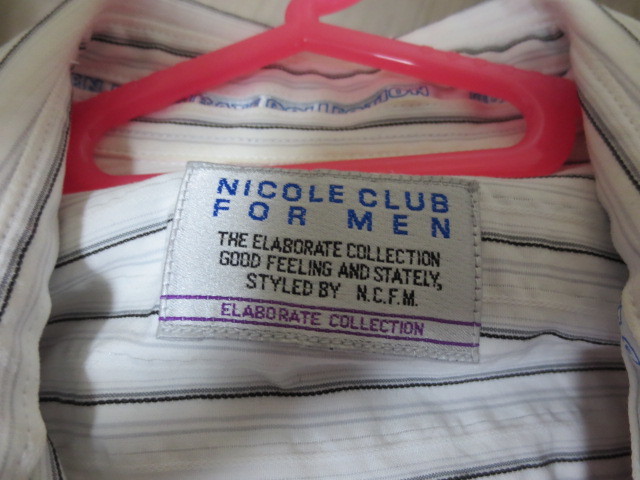 NICOLE CLUB
FOR MEN
THE ELABORATE COLLECTION
GOOD FEELING AND STATELY,
STYLED BY N.C.F.M.
ELABORATE COLLECTION